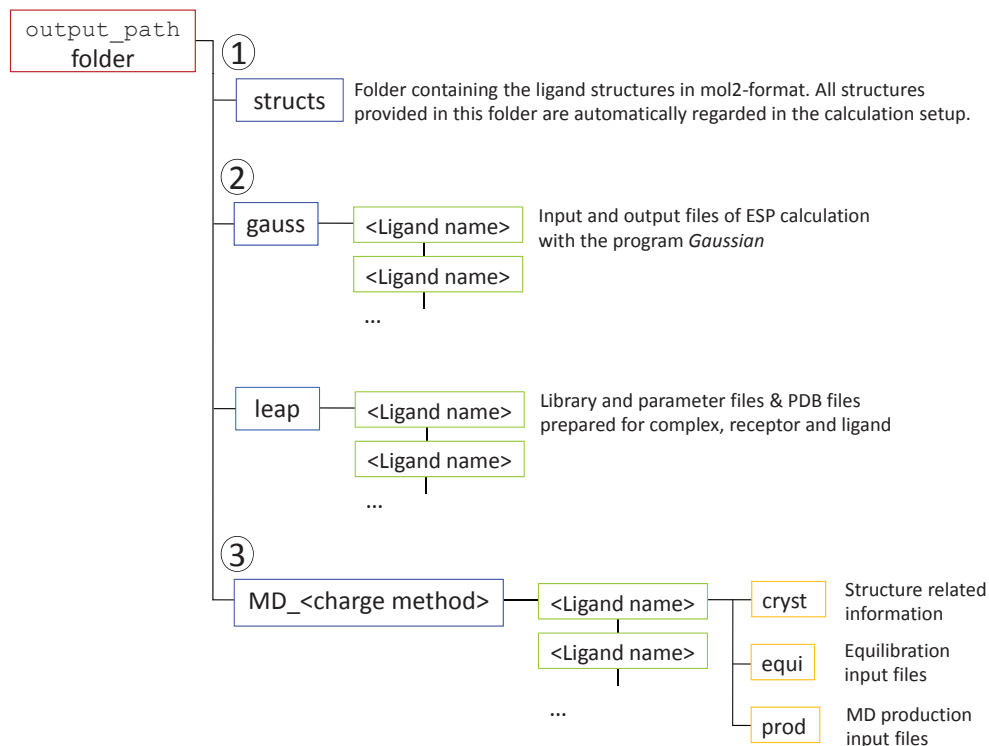 output_path
folder
1
structs
Folder containing the ligand structures in mol2-format. All structures
provided in this folder are automatically regarded in the calculation setup.
2
gauss
<Ligand name>
Input and output files of ESP calculation
with the program Gaussian
<Ligand name>
...
leap
<Ligand name>
Library and parameter files & PDB files
prepared for complex, receptor and ligand
<Ligand name>
...
3
MD_<charge method>
<Ligand name>
cryst
Structure related
information
<Ligand name>
equi
Equilibration
input files
...
prod
MD production
input files